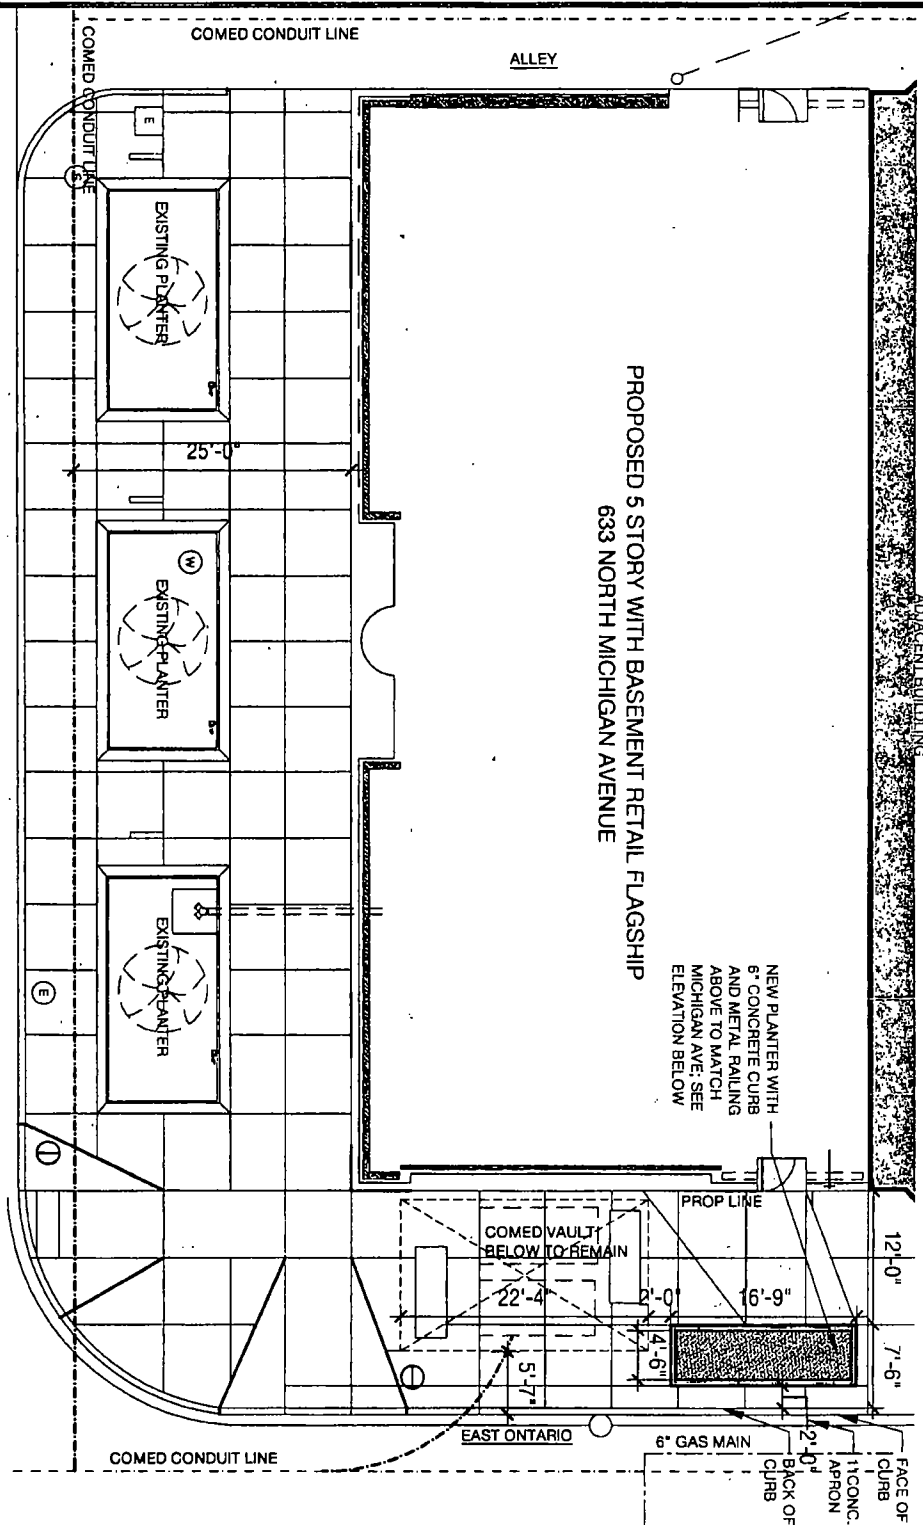 COMED CONDUIT LINE
COMED CONDUIT LINE
ALLEY
E
S
EXISTING PLANTER
25'-0"
W
EXISTING PLANTER
EXISTING PLANTER
E
PROPOSED 5 STORY WITH BASEMENT RETAIL FLAGSHIP
633 NORTH MICHIGAN AVENUE
ADJACENT BUILDING
NEW PLANTER WITH
6" CONCRETE CURB
AND METAL RAILING
ABOVE TO MATCH
MICHIGAN AVE; SEE
ELEVATION BELOW
PROP LINE
COMED VAULT
BELOW TO REMAIN
12'-0"
22'-4"
2'-0"
16'-9"
4'-6"
7'-6"
5'-7"
EAST ONTARIO
6" GAS MAIN
2'-0"
COMED CONDUIT LINE
FACE OF
CURB
11"CONC.
APRON
BACK OF
CURB